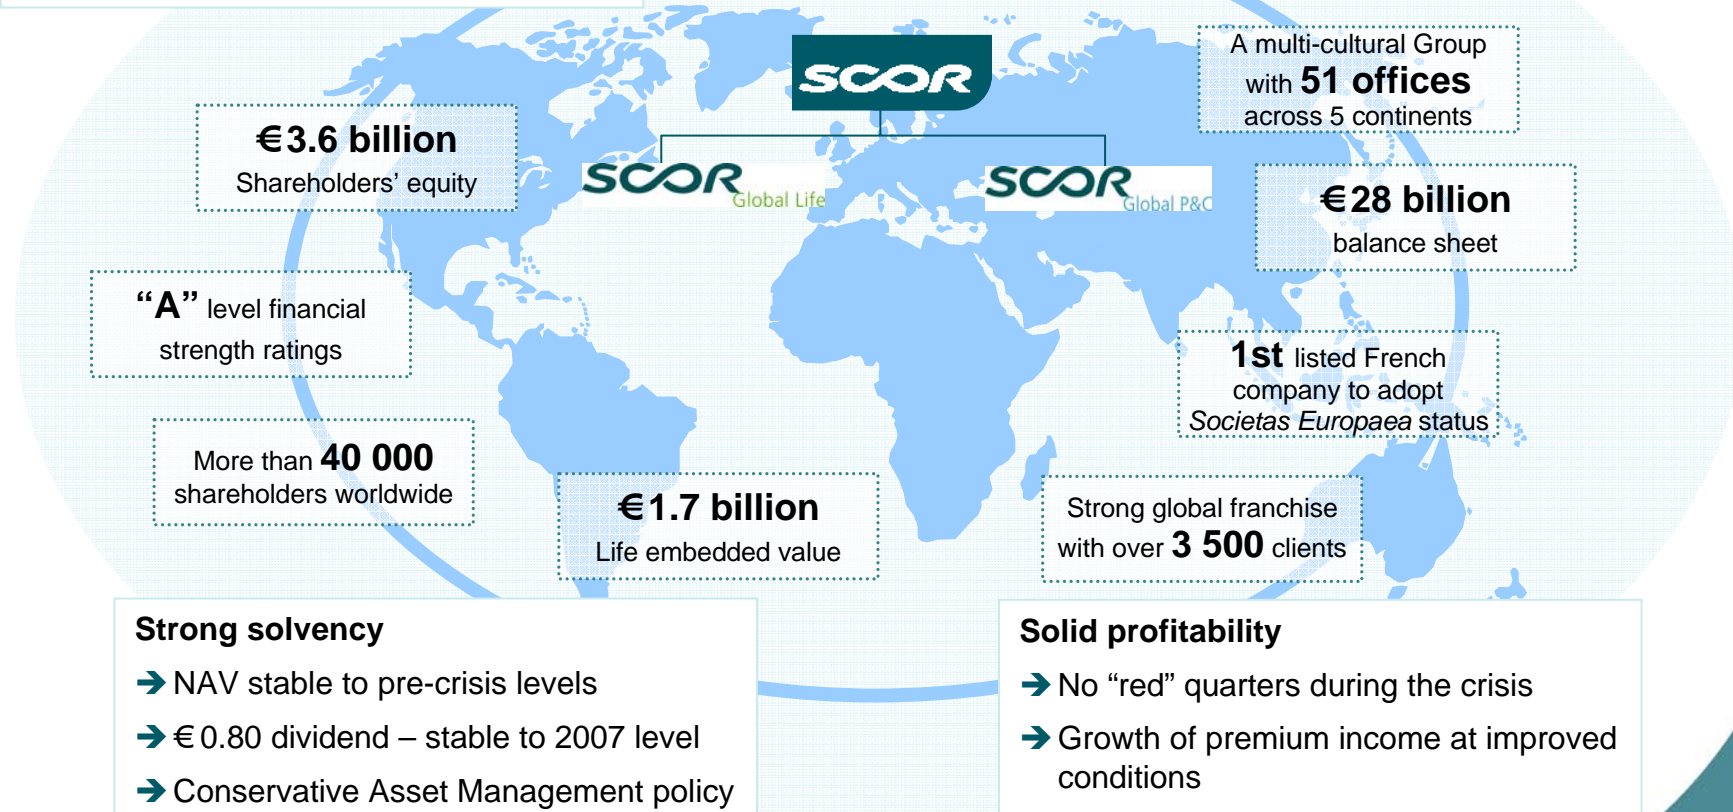 SCOR
A multi-cultural Group
with 51 offices
across 5 continents
€3.6 billion
Shareholders’ equity
SCOR
Global Life
SCOR
Global P&C
€28 billion
balance sheet
“A” level financial
strength ratings
1st listed French
company to adopt
Societas Europaea status
More than 40 000
shareholders worldwide
€1.7 billion
Life embedded value
Strong global franchise
with over 3 500 clients
Strong solvency
➔ NAV stable to pre-crisis levels
➔ €0.80 dividend – stable to 2007 level
➔ Conservative Asset Management policy
Solid profitability
➔ No “red” quarters during the crisis
➔ Growth of premium income at improved
conditions